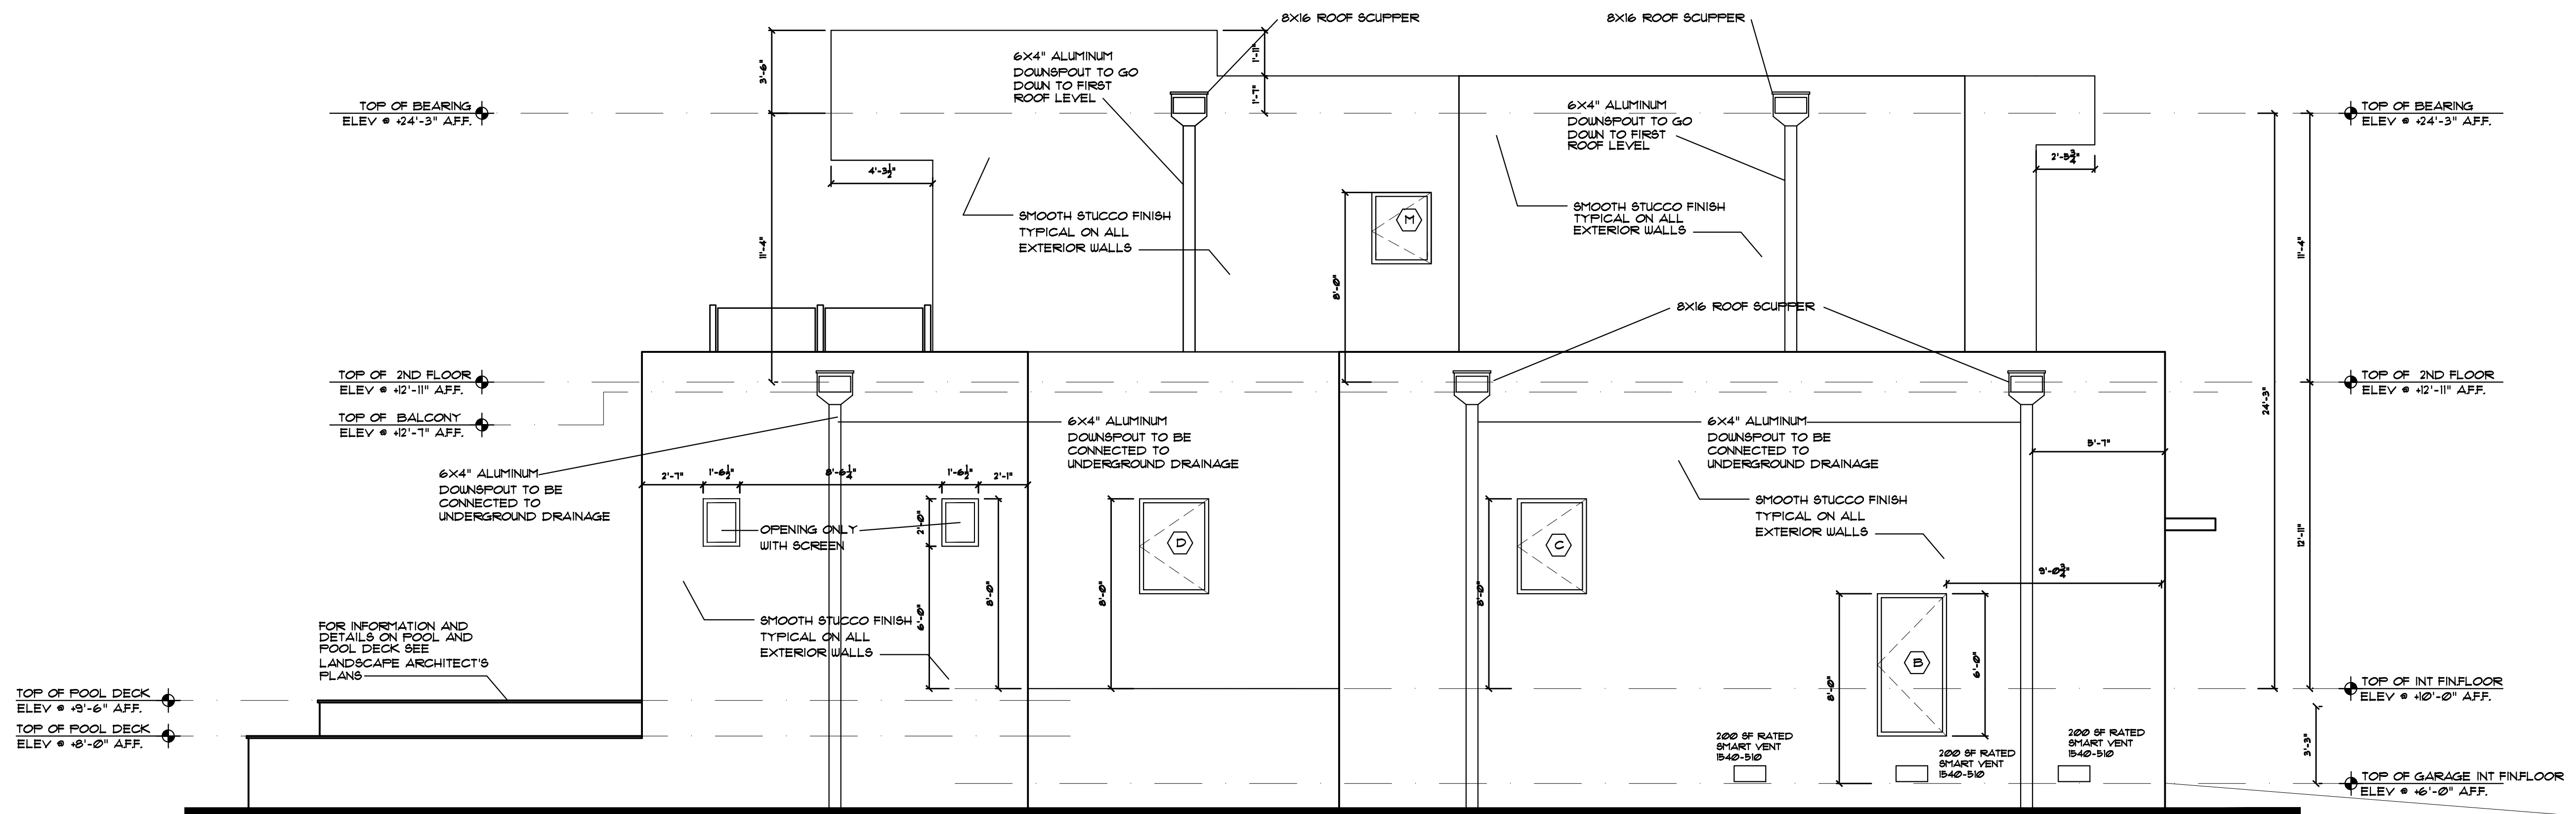 8X16 ROOF SCUPPER
8X16 ROOF SCUPPER
6X4" ALUMINUM
DOWNSPOUT TO GO
DOWN TO FIRST
ROOF LEVEL
3'-6"
1'-11"
1'-7"
TOP OF BEARING
ELEV @ +24'-3" A.F.F.
6X4" ALUMINUM
DOWNSPOUT TO GO
DOWN TO FIRST
ROOF LEVEL
TOP OF BEARING
ELEV @ +24'-3" A.F.F.
4'-3½"
2'-5¾"
SMOOTH STUCCO FINISH
TYPICAL ON ALL
EXTERIOR WALLS
M
SMOOTH STUCCO FINISH
TYPICAL ON ALL
EXTERIOR WALLS
11'-4"
8'-0"
11'-4"
8X16 ROOF SCUPPER
TOP OF 2ND FLOOR
ELEV @ +12'-11" A.F.F.
TOP OF 2ND FLOOR
ELEV @ +12'-11" A.F.F.
24'-3"
TOP OF BALCONY
ELEV @ +12'-7" A.F.F.
6X4" ALUMINUM
DOWNSPOUT TO BE
CONNECTED TO
UNDERGROUND DRAINAGE
6X4" ALUMINUM
DOWNSPOUT TO BE
CONNECTED TO
UNDERGROUND DRAINAGE
5'-7"
6X4" ALUMINUM
DOWNSPOUT TO BE
CONNECTED TO
UNDERGROUND DRAINAGE
2'-7"
1'-6½"
8'-6¼"
1'-6½"
2'-1"
OPENING ONLY
WITH SCREEN
2'-0"
D
C
SMOOTH STUCCO FINISH
TYPICAL ON ALL
EXTERIOR WALLS
12'-11"
9'-0¾"
6'-0"
8'-0"
8'-0"
8'-0"
SMOOTH STUCCO FINISH
TYPICAL ON ALL
EXTERIOR WALLS
FOR INFORMATION AND
DETAILS ON POOL AND
POOL DECK SEE
LANDSCAPE ARCHITECT'S
PLANS
B
6'-0"
8'-0"
TOP OF POOL DECK
ELEV @ +9'-6" A.F.F.
TOP OF INT FIN.FLOOR
ELEV @ +10'-0" A.F.F.
TOP OF POOL DECK
ELEV @ +8'-0" A.F.F.
200 SF RATED
SMART VENT
1540-510
200 SF RATED
SMART VENT
1540-510
200 SF RATED
SMART VENT
1540-510
3'-3"
TOP OF GARAGE INT FIN.FLOOR
ELEV @ +6'-0" A.F.F.